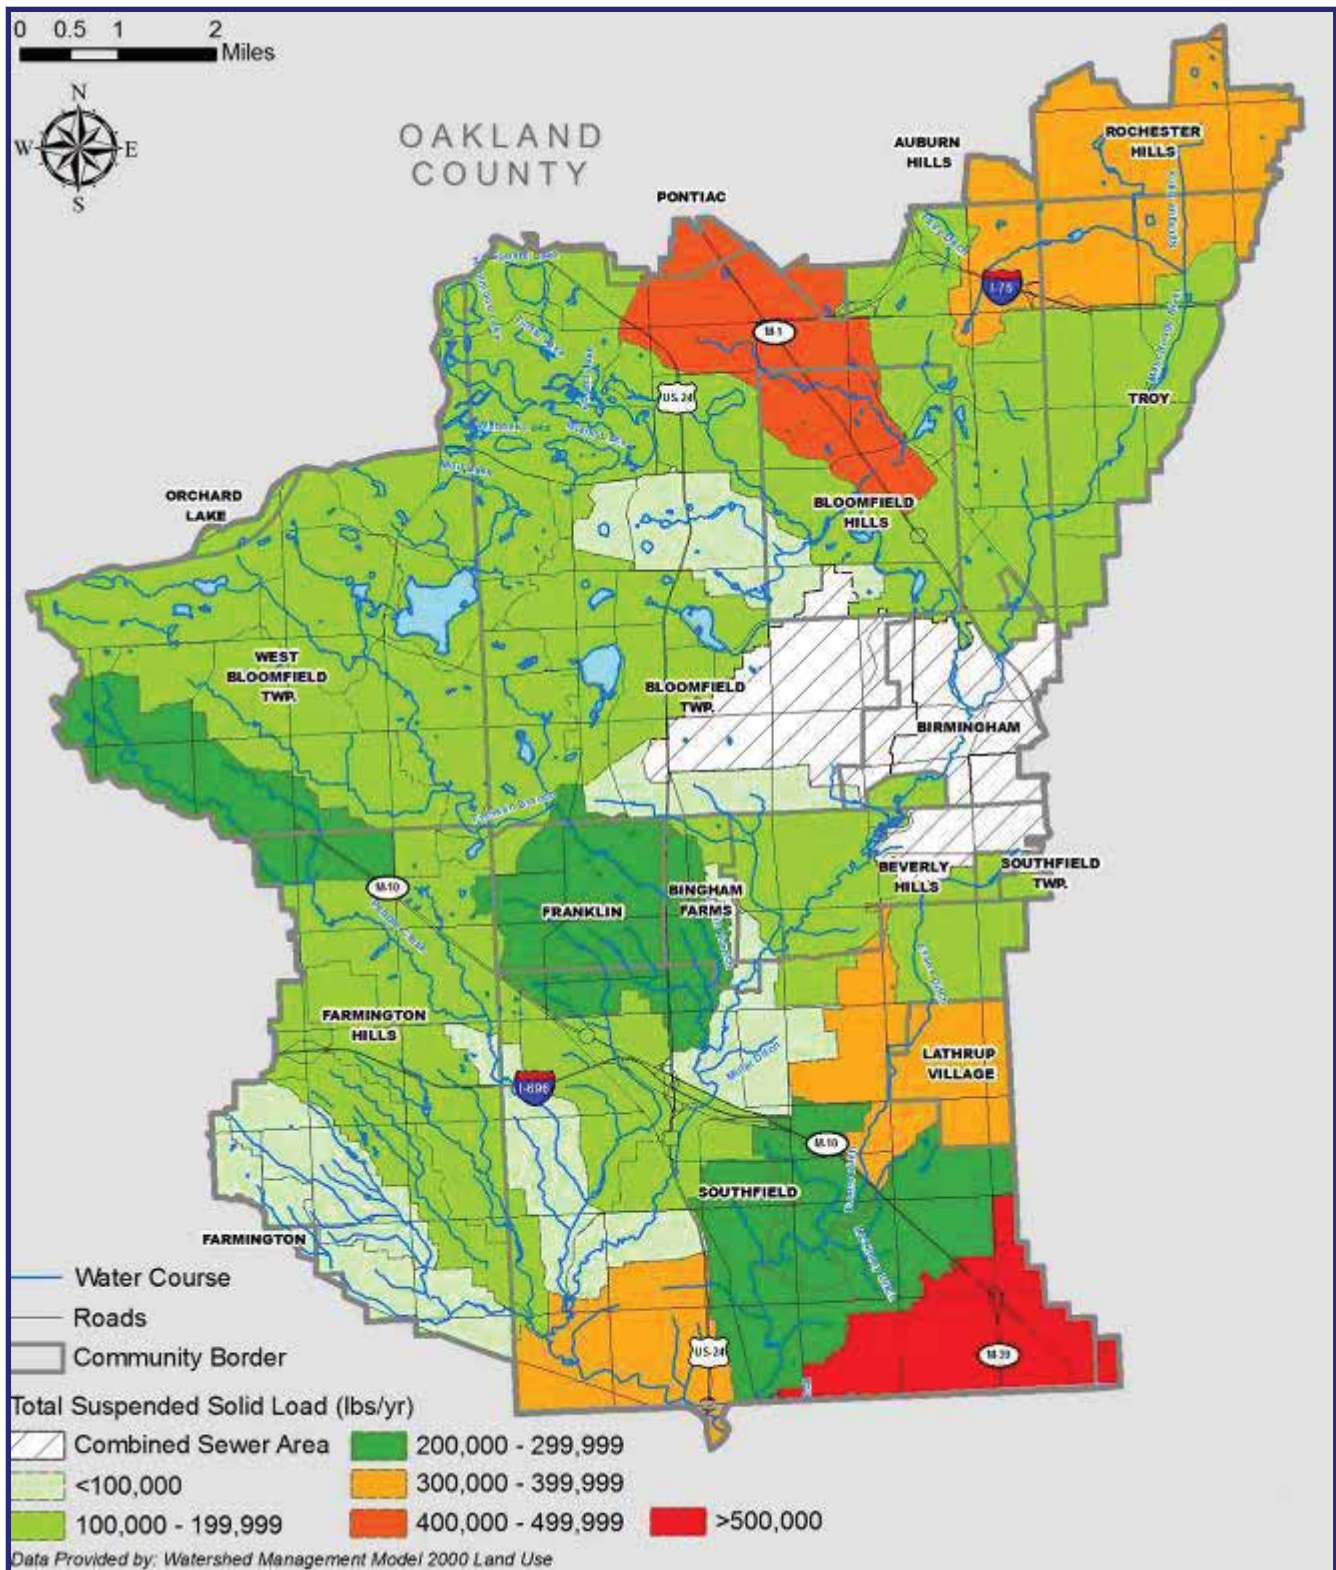 0 0.5 1 2
Miles
N
W E
S
OAKLAND
COUNTY
PONTIAC
AUBURN
HILLS
ROCHESTER
HILLS
I-75
M-1
US-24
TROY
ORCHARD
LAKE
BLOOMFIELD
HILLS
WEST
BLOOMFIELD
TWP.
BLOOMFIELD
TWP.
BIRMINGHAM
BEVERLY
HILLS
SOUTHFIELD
TWP.
M-10
FRANKLIN
BINGHAM
FARMS
FARMINGTON
HILLS
LATHRUP
VILLAGE
I-696
M-10
SOUTHFIELD
FARMINGTON
US-24
M-39
Water Course
Roads
Community Border
Total Suspended Solid Load (lbs/yr)
Combined Sewer Area
<100,000
100,000 - 199,999
200,000 - 299,999
300,000 - 399,999
400,000 - 499,999
>500,000
Data Provided by: Watershed Management Model 2000 Land Use